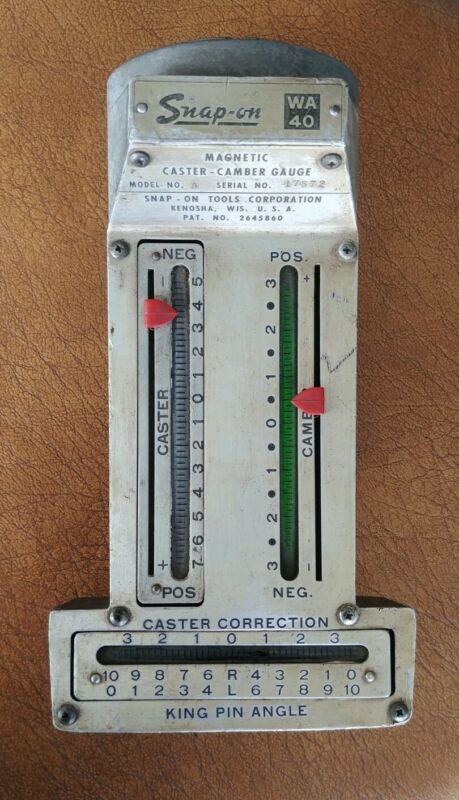 Snap-on
WA
40
MAGNETIC
CASTER-CAMBER GAUGE
MODEL NO. A SERIAL NO. 17572
SNAP-ON TOOLS CORPORATION
KENOSHA, WIS. U.S.A.
PAT. NO. 2645860
NEG
-
5
4
3
2
1
0
1
2
3
4
5
6
7
CASTER
+
POS
POS.
+
3
•
2
•
1
•
0
•
1
•
2
•
3
CAMBE
-
NEG.
CASTER CORRECTION
3 2 1 0 1 2 3
10 9 8 7 6 R 4 3 2 1 0
0 1 2 3 4 L 6 7 8 9 10
KING PIN ANGLE